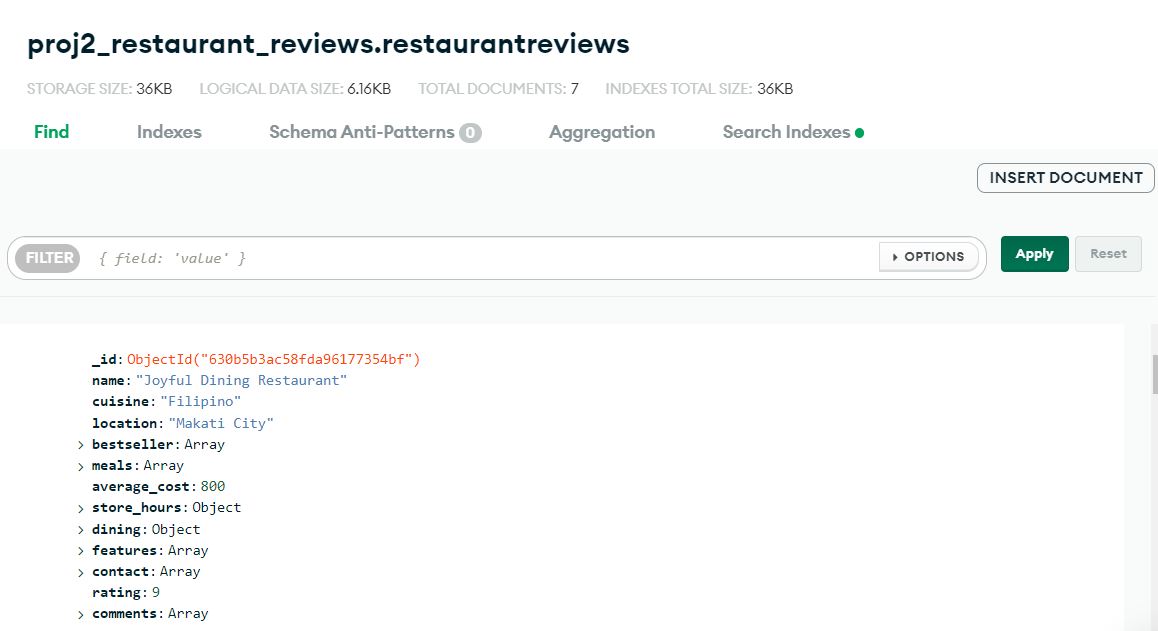 proj2_restaurant_reviews.restaurantreviews
STORAGE SIZE: 36KB LOGICAL DATA SIZE: 6.16KB TOTAL DOCUMENTS: 7 INDEXES TOTAL SIZE: 36KB
Find Indexes Schema Anti-Patterns 0 Aggregation Search Indexes
INSERT DOCUMENT
FILTER { field: 'value' } OPTIONS Apply Reset
_id: ObjectId("630b5b3ac58fda96177354bf")
name: "Joyful Dining Restaurant"
cuisine: "Filipino"
location: "Makati City"
bestseller: Array
meals: Array
average_cost: 800
store_hours: Object
dining: Object
features: Array
contact: Array
rating: 9
comments: Array